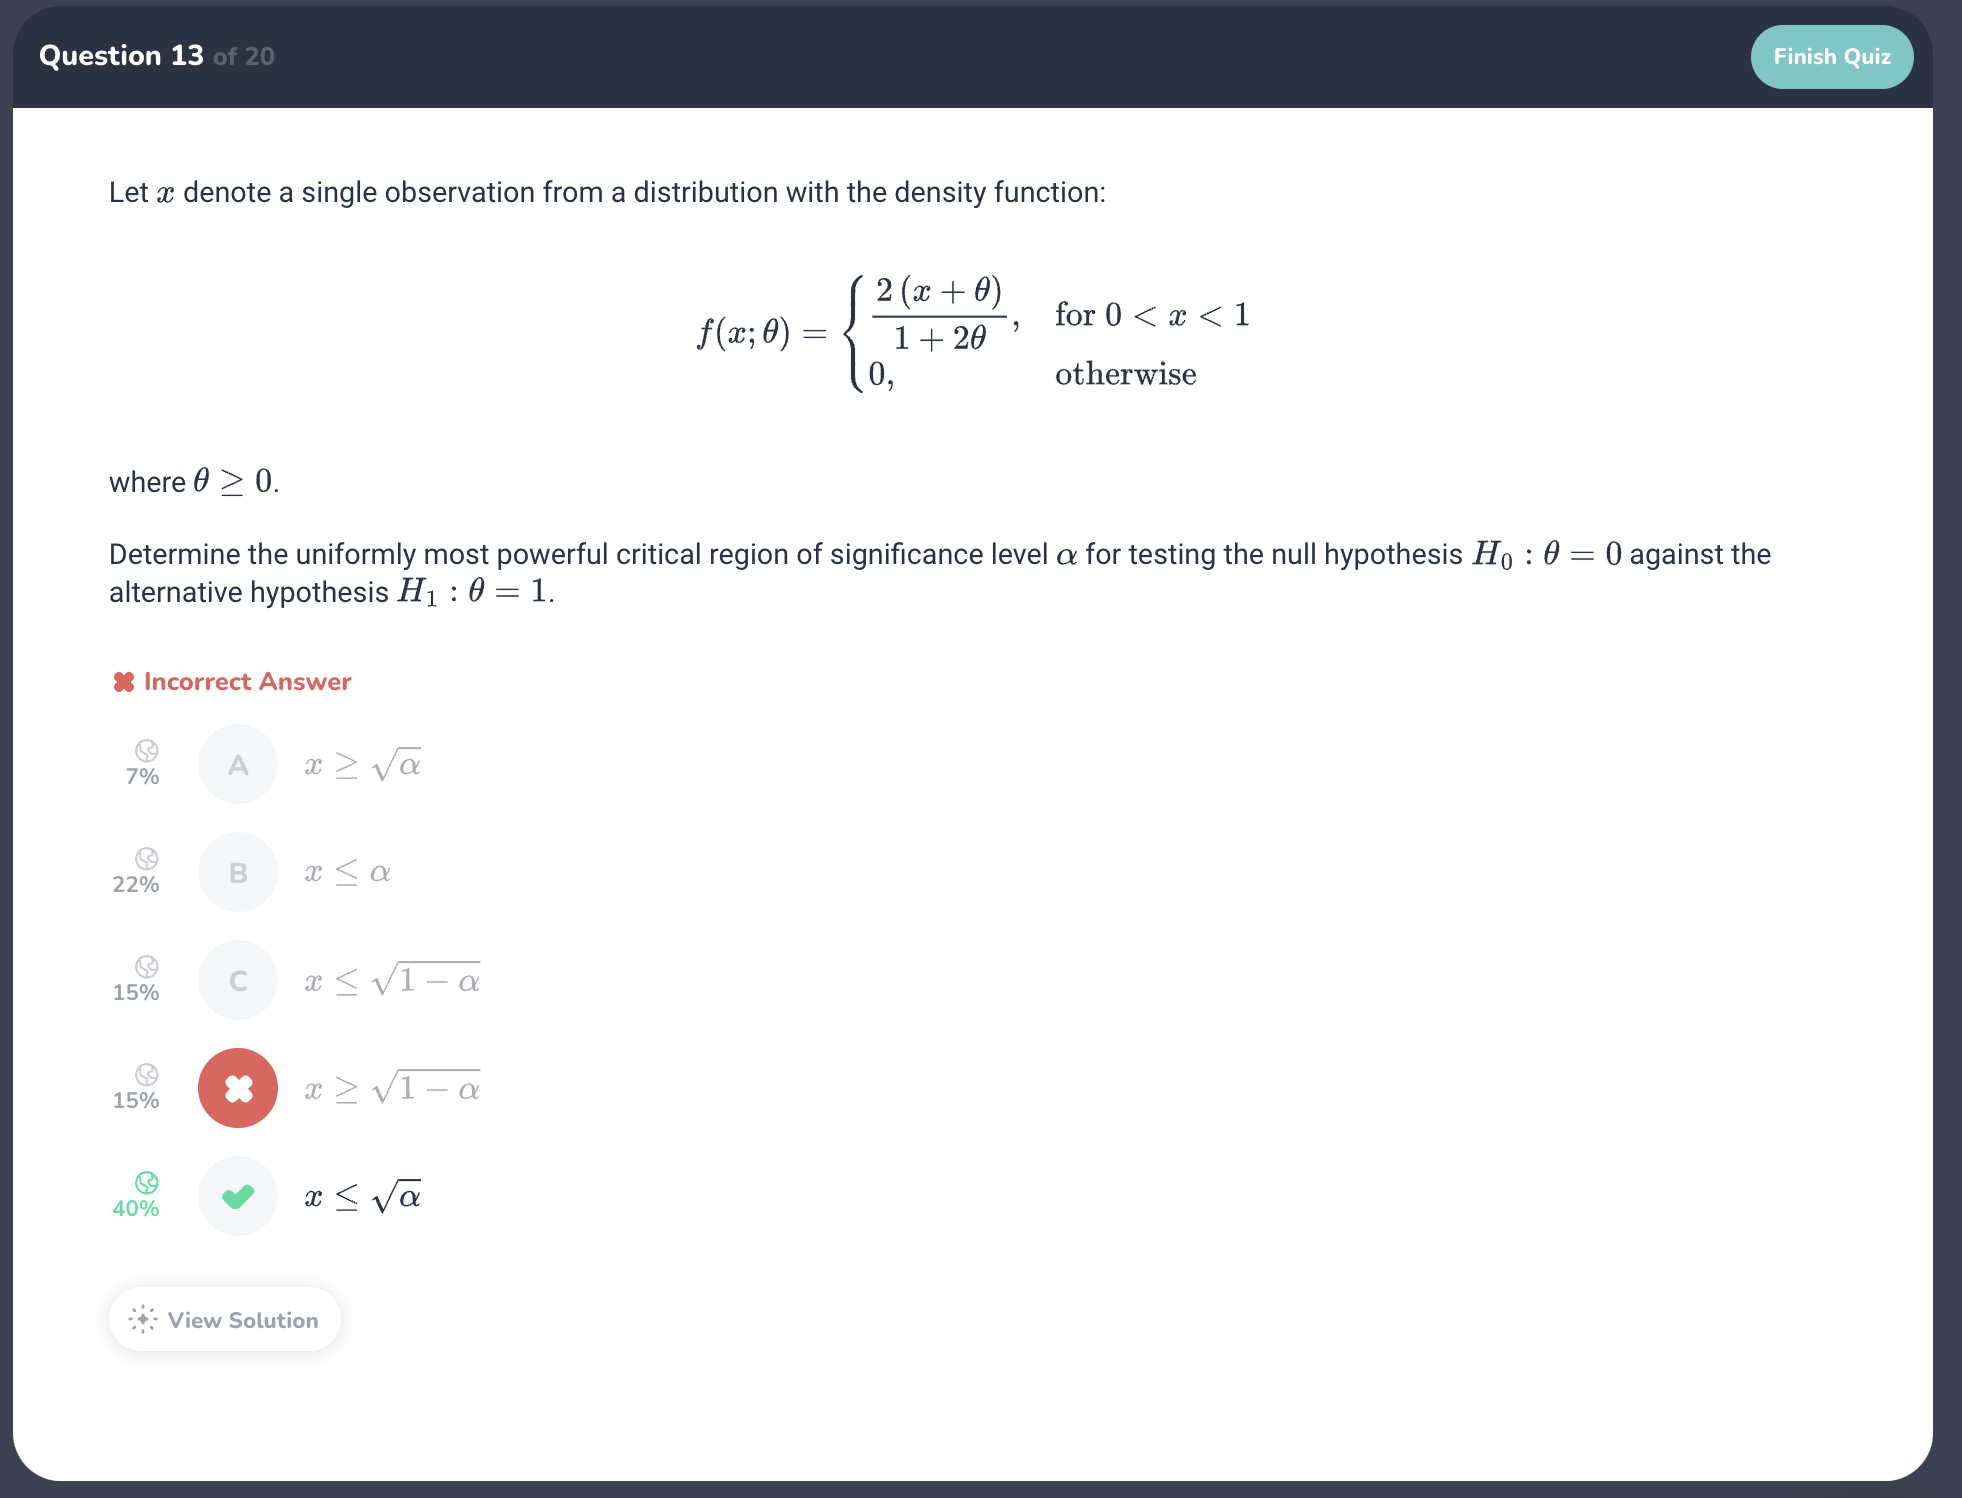 Question 13 of 20
Finish Quiz
Let x denote a single observation from a distribution with the density function:
f(x; θ) = { 2 (x + θ) / 1 + 2θ, for 0 < x < 1
0, otherwise
where θ ≥ 0.
Determine the uniformly most powerful critical region of significance level α for testing the null hypothesis H₀ : θ = 0 against the
alternative hypothesis H₁ : θ = 1.
Incorrect Answer
7% A x ≥ √α
22% B x ≤ α
15% C x ≤ √(1 − α)
15% x ≥ √(1 − α)
40% x ≤ √α
View Solution